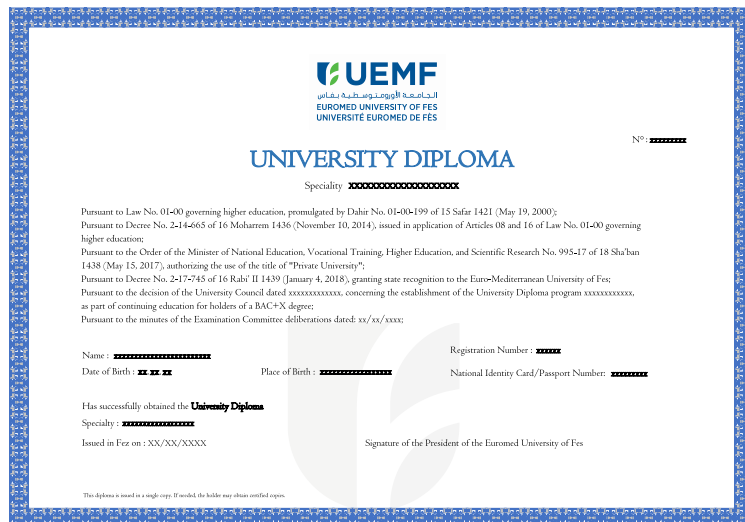 UEMF
الـجـامـعـة الأورومـتـوسـطـيـة بـفـاس
EUROMED UNIVERSITY OF FES
UNIVERSITÉ EUROMED DE FÈS
N° : xxxxxxxxx
UNIVERSITY DIPLOMA
Speciality xxxxxxxxxxxxxxxxxxxxx
Pursuant to Law No. 01-00 governing higher education, promulgated by Dahir No. 01-00-199 of 15 Safar 1421 (May 19, 2000);
Pursuant to Decree No. 2-14-665 of 16 Moharrem 1436 (November 10, 2014), issued in application of Articles 08 and 16 of Law No. 01-00 governing
higher education;
Pursuant to the Order of the Minister of National Education, Vocational Training, Higher Education, and Scientific Research No. 995-17 of 18 Sha'ban
1438 (May 15, 2017), authorizing the use of the title of "Private University";
Pursuant to Decree No. 2-17-745 of 16 Rabi' II 1439 (January 4, 2018), granting state recognition to the Euro-Mediterranean University of Fes;
Pursuant to the decision of the University Council dated xxxxxxxxxxxxx, concerning the establishment of the University Diploma program xxxxxxxxxxxx,
as part of continuing education for holders of a BAC+X degree;
Pursuant to the minutes of the Examination Committee deliberations dated: xx/xx/xxxx;
Registration Number : xxxxxx
Name : xxxxxxxxxxxxxxxxxxxxxxxx
Date of Birth : xx xx xx Place of Birth : xxxxxxxxxxxxxxxxxx National Identity Card/Passport Number: xxxxxxxxx
Has successfully obtained the University Diploma
Specialty : xxxxxxxxxxxxxxxxxx
Issued in Fez on : XX/XX/XXXX Signature of the President of the Euromed University of Fes
This diploma is issued in a single copy. If needed, the holder may obtain certified copies.